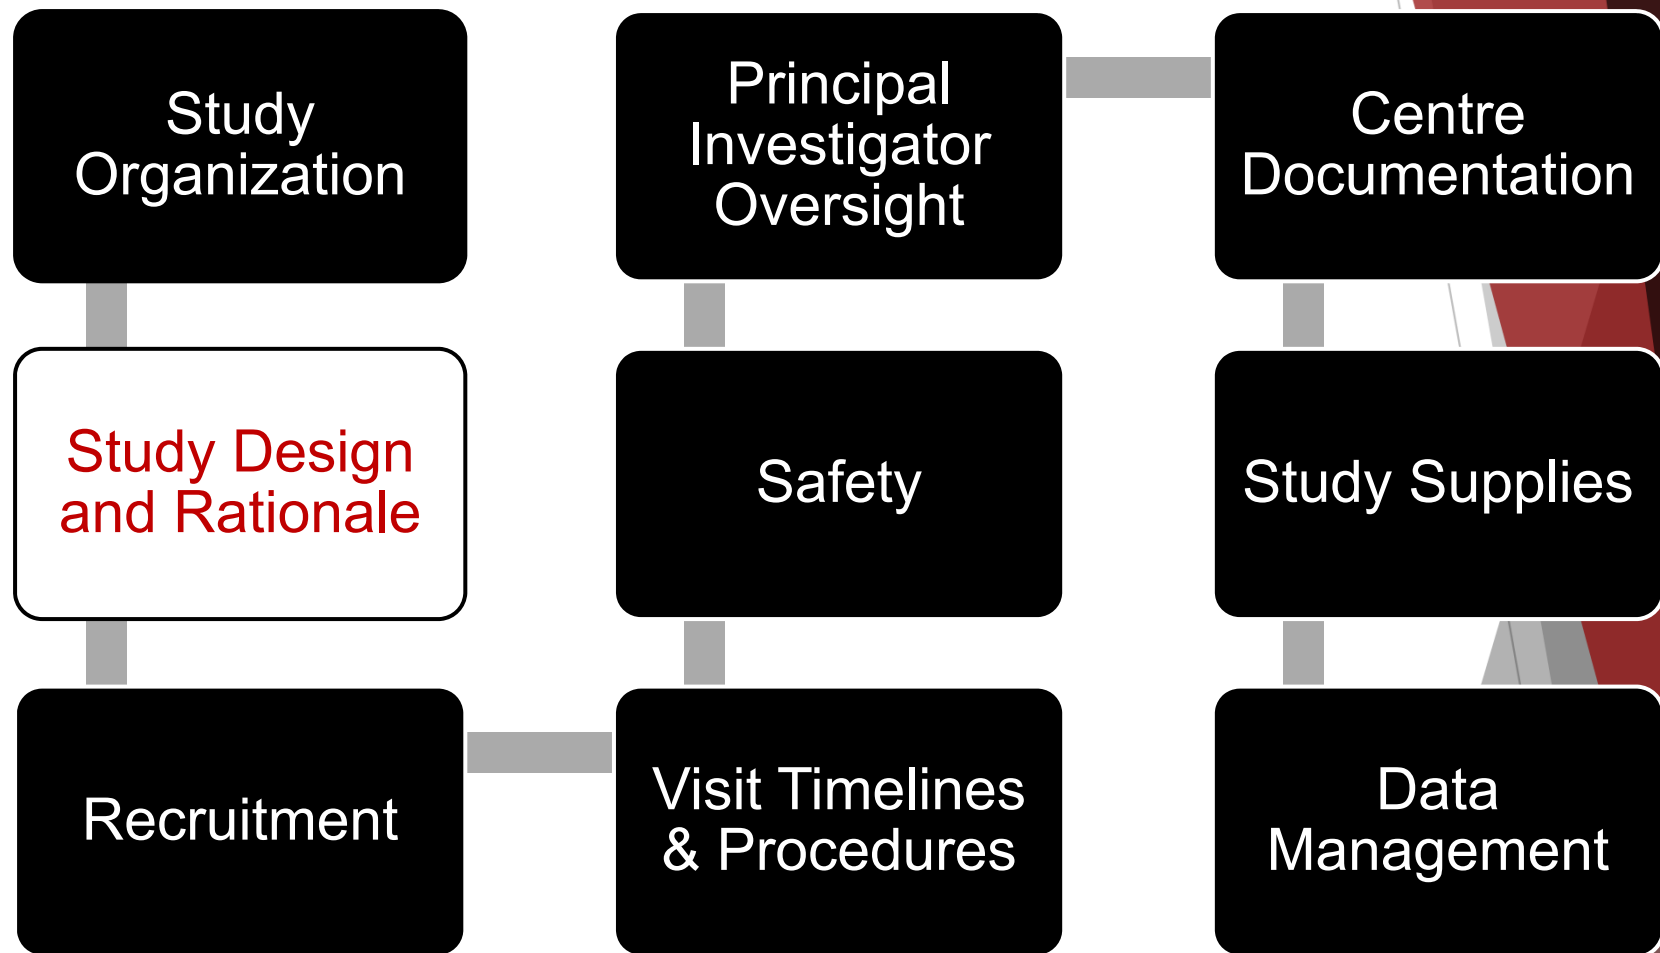 Study
Organization
Study Design
and Rationale
Recruitment
Visit Timelines
& Procedures
Safety
Principal
Investigator
Oversight
Centre
Documentation
Study Supplies
Data
Management